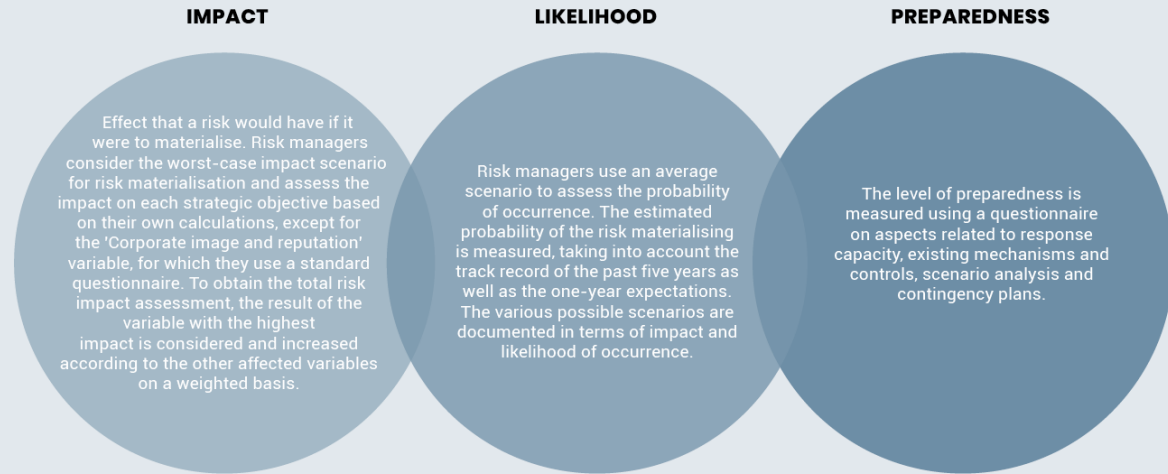 IMPACT
Effect that a risk would have if it
were to materialise. Risk managers
consider the worst-case impact scenario
for risk materialisation and assess the
impact on each strategic objective based
on their own calculations, except for
the 'Corporate image and reputation'
variable, for which they use a standard
questionnaire. To obtain the total risk
impact assessment, the result of the
variable with the highest
impact is considered and increased
according to the other affected variables
on a weighted basis.
LIKELIHOOD
Risk managers use an average
scenario to assess the probability
of occurrence. The estimated
probability of the risk materialising
is measured, taking into account the
track record of the past five years as
well as the one-year expectations.
The various possible scenarios are
documented in terms of impact and
likelihood of occurrence.
PREPAREDNESS
The level of preparedness is
measured using a questionnaire
on aspects related to response
capacity, existing mechanisms and
controls, scenario analysis and
contingency plans.